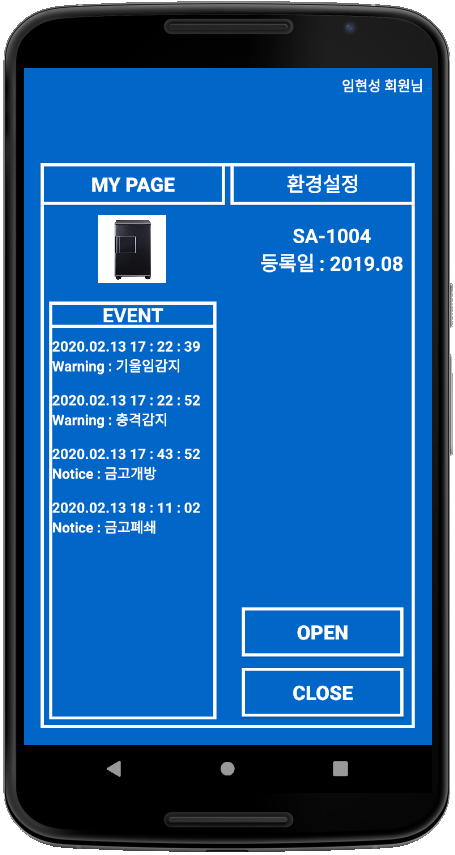 임현성 회원님
MY PAGE
환경설정
SA-1004
등록일 : 2019.08
EVENT
2020.02.13 17 : 22 : 39
Warning : 기울임감지
2020.02.13 17 : 22 : 52
Warning : 충격감지
2020.02.13 17 : 43 : 52
Notice : 금고개방
2020.02.13 18 : 11 : 02
Notice : 금고폐쇄
OPEN
CLOSE